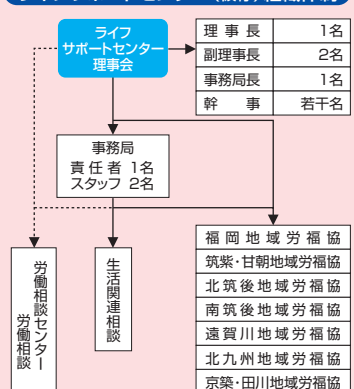 ライフ
サポートセンター
理事会
理事長 1名
副理事長 2名
事務局長 1名
幹事 若干名
事務局
責任者 1名
スタッフ 2名
労働相談センター
労働相談
生活関連相談
福岡地域労福協
筑紫・甘朝地域労福協
北筑後地域労福協
南筑後地域労福協
遠賀川地域労福協
北九州地域労福協
京築・田川地域労福協